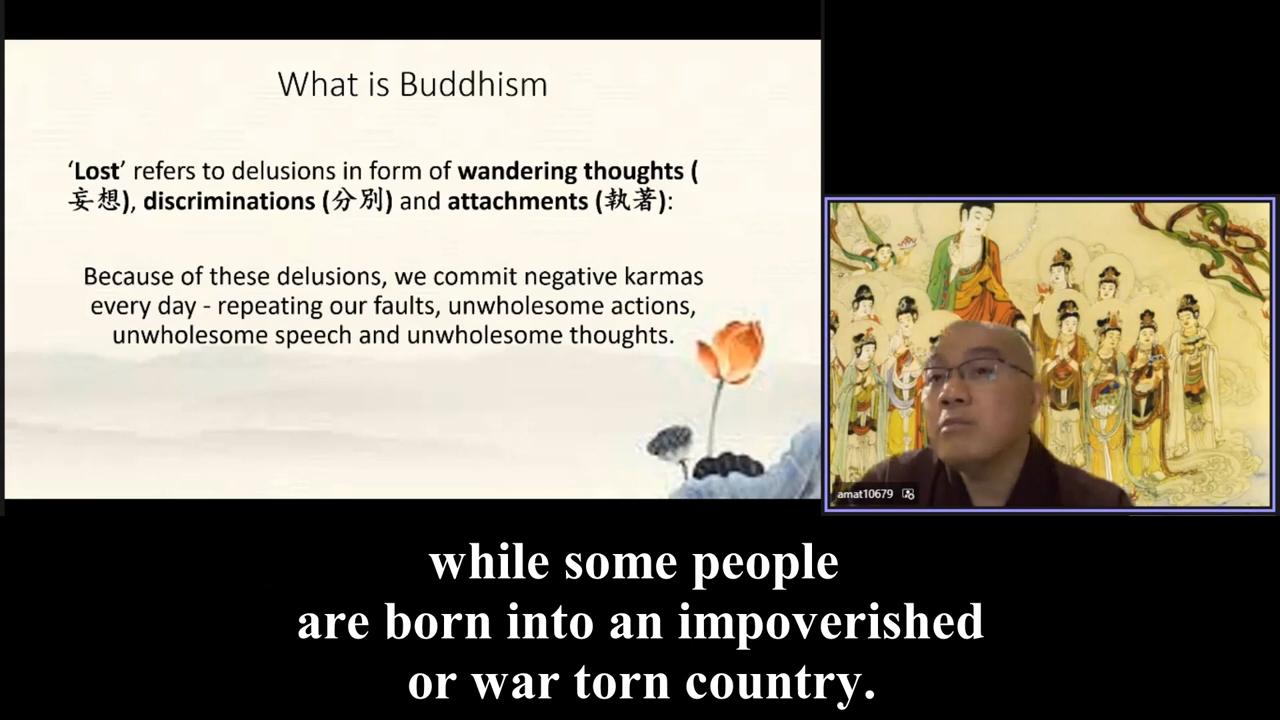 What is Buddhism
‘Lost’ refers to delusions in form of wandering thoughts (
妄想), discriminations (分別) and attachments (執著):
Because of these delusions, we commit negative karmas
every day - repeating our faults, unwholesome actions,
unwholesome speech and unwholesome thoughts.
amat10679
while some people
are born into an impoverished
or war torn country.